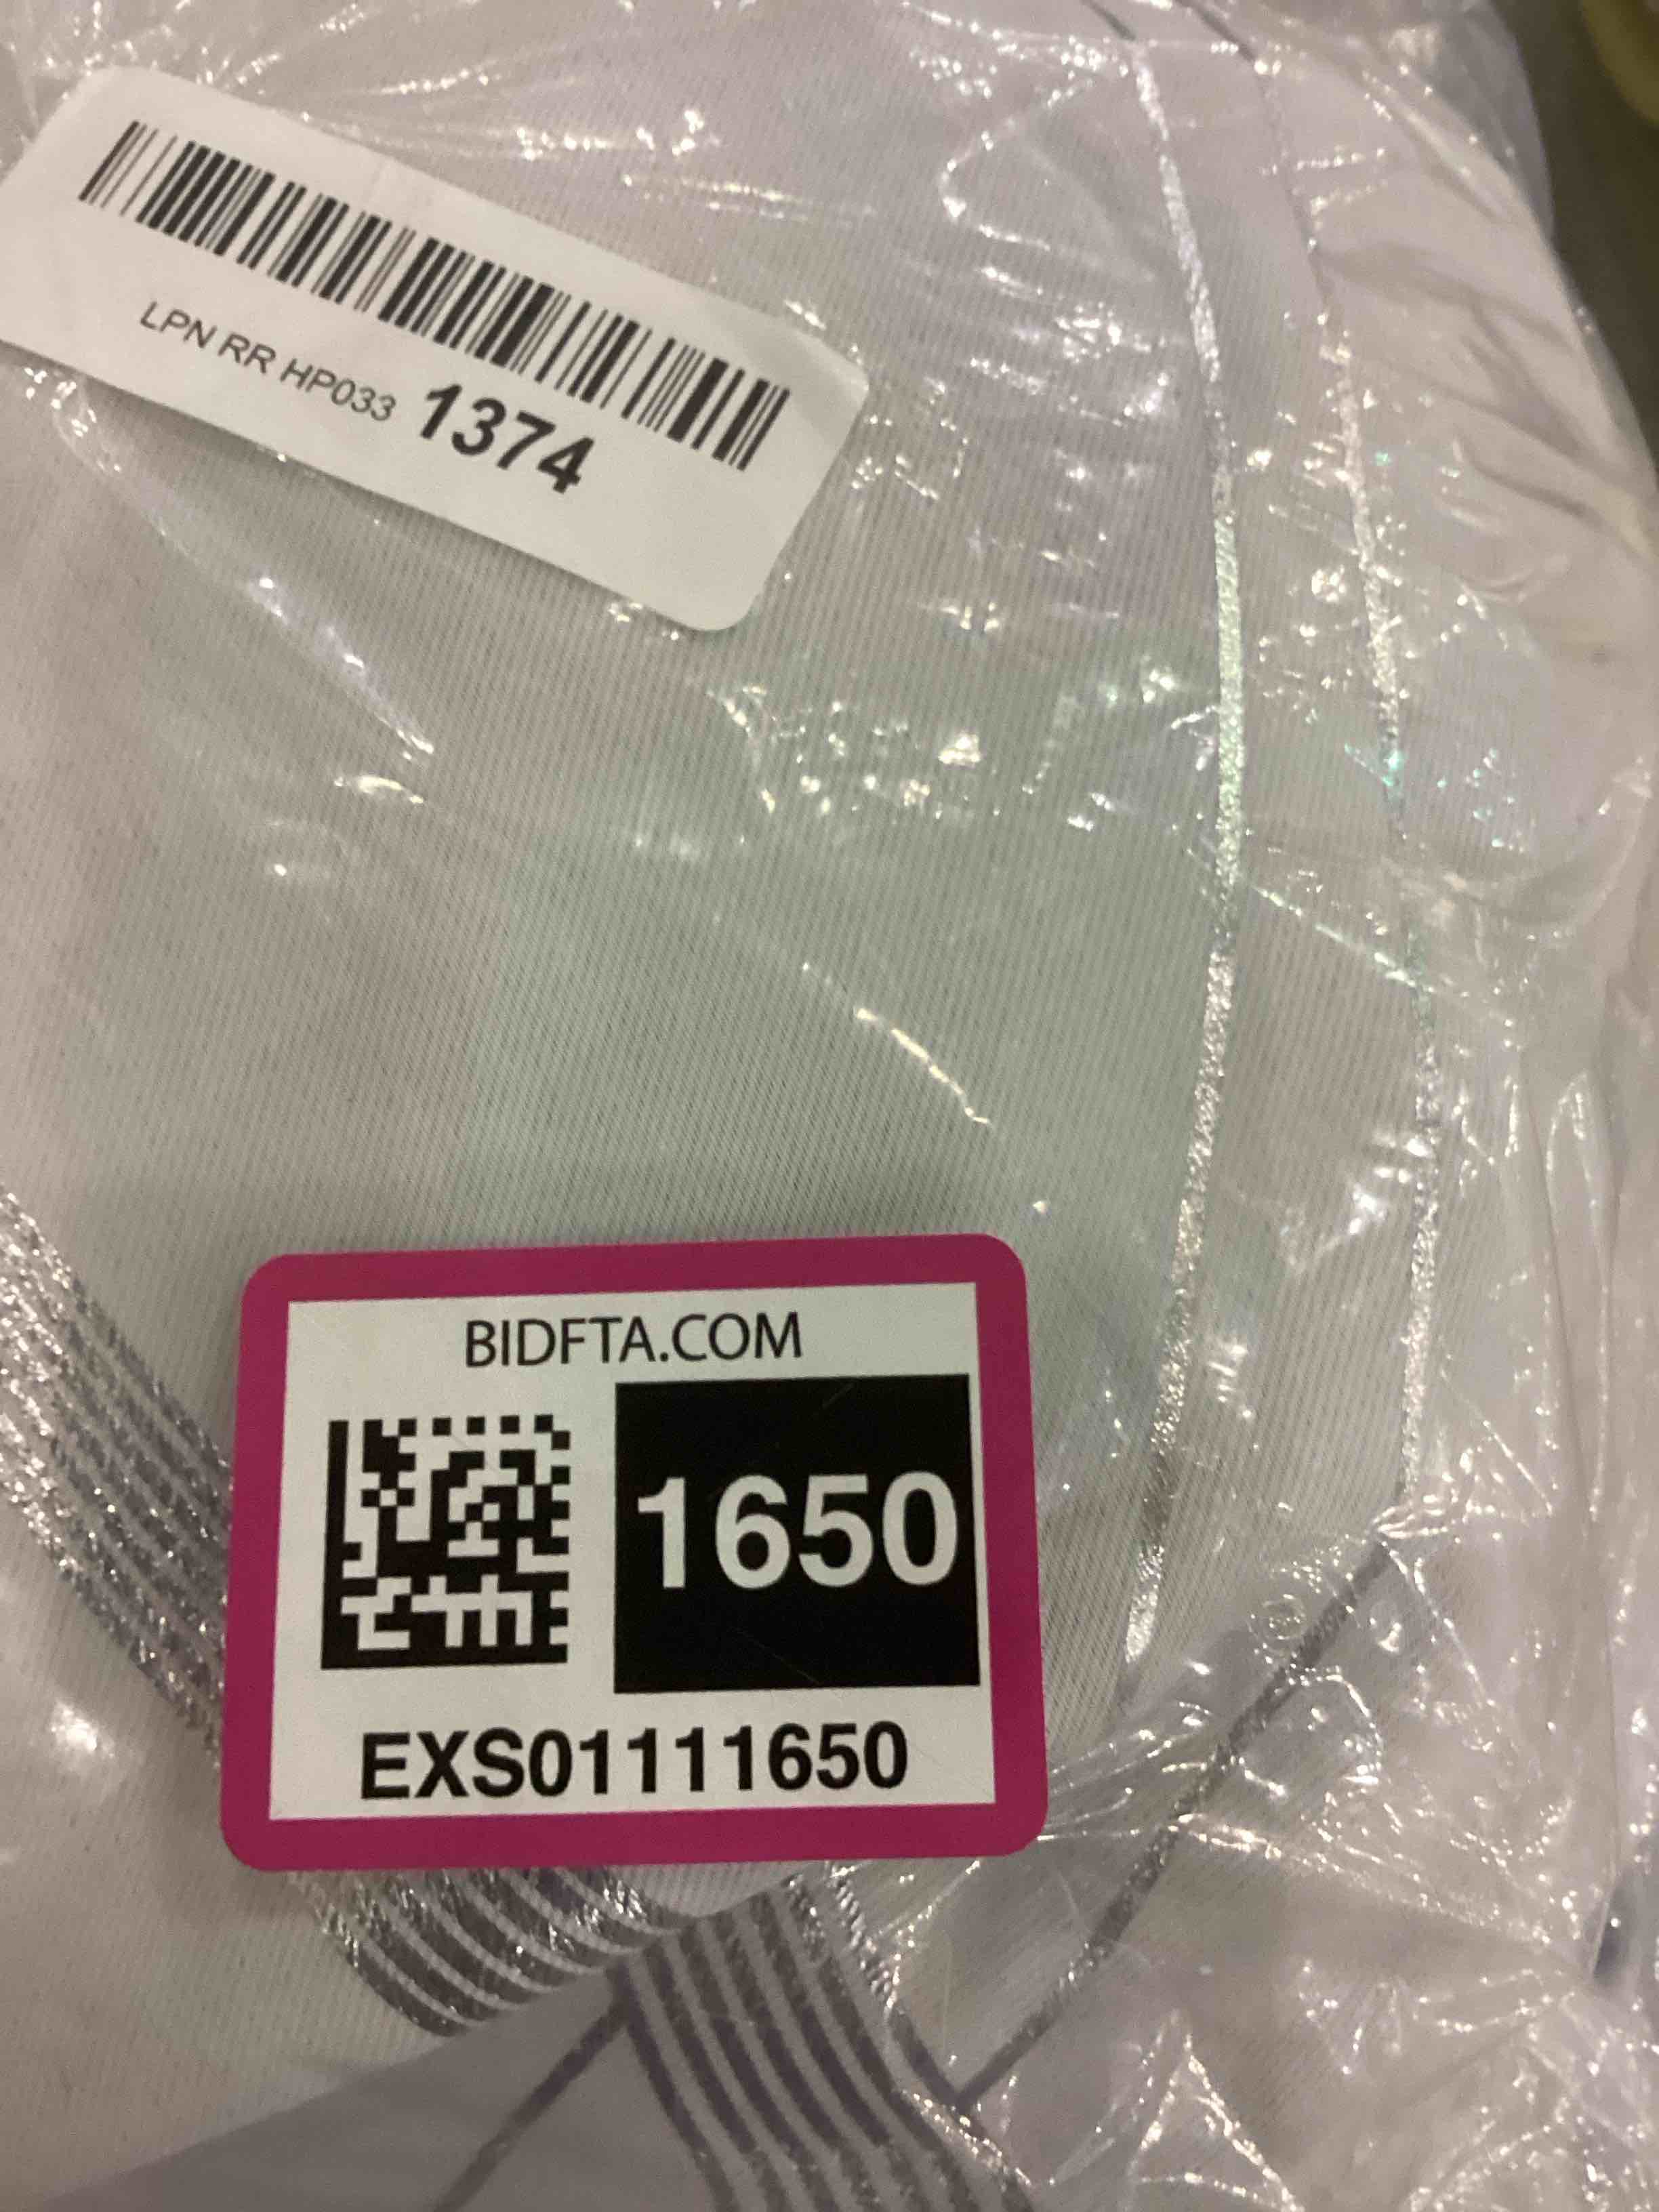 LPN RR HP033 1374
BIDFTA.COM
1650
EXS01111650